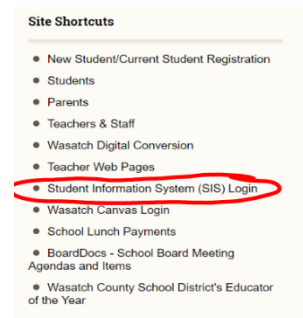 Site Shortcuts
New Student/Current Student Registration
Students
Parents
Teachers & Staff
Wasatch Digital Conversion
Teacher Web Pages
Student Information System (SIS) Login
Wasatch Canvas Login
School Lunch Payments
BoardDocs - School Board Meeting
Agendas and Items
Wasatch County School District's Educator
of the Year